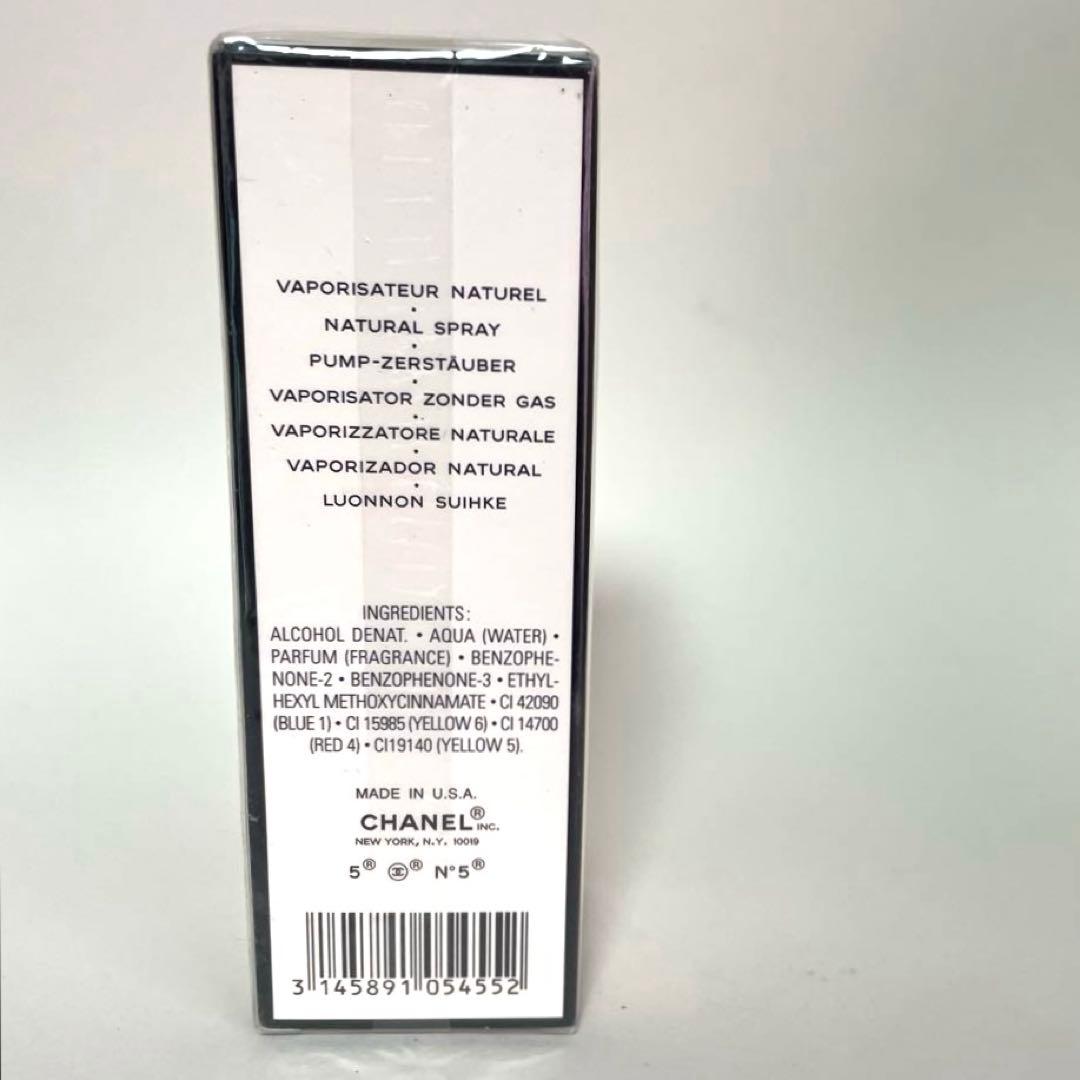 VAPORISATEUR NATUREL
•
NATURAL SPRAY
•
PUMP-ZERSTÄUBER
•
VAPORISATOR ZONDER GAS
•
VAPORIZZATORE NATURALE
•
VAPORIZADOR NATURAL
•
LUONNON SUIHKE
INGREDIENTS:
ALCOHOL DENAT. • AQUA (WATER) •
PARFUM (FRAGRANCE) • BENZOPHE-
NONE-2 • BENZOPHENONE-3 • ETHYL-
HEXYL METHOXYCINNAMATE • CI 42090
(BLUE 1) • CI 15985 (YELLOW 6) • CI 14700
(RED 4) • CI19140 (YELLOW 5).
MADE IN U.S.A.
CHANEL® INC.
NEW YORK, N.Y. 10019
5® ® N°5®
3 145891 054552